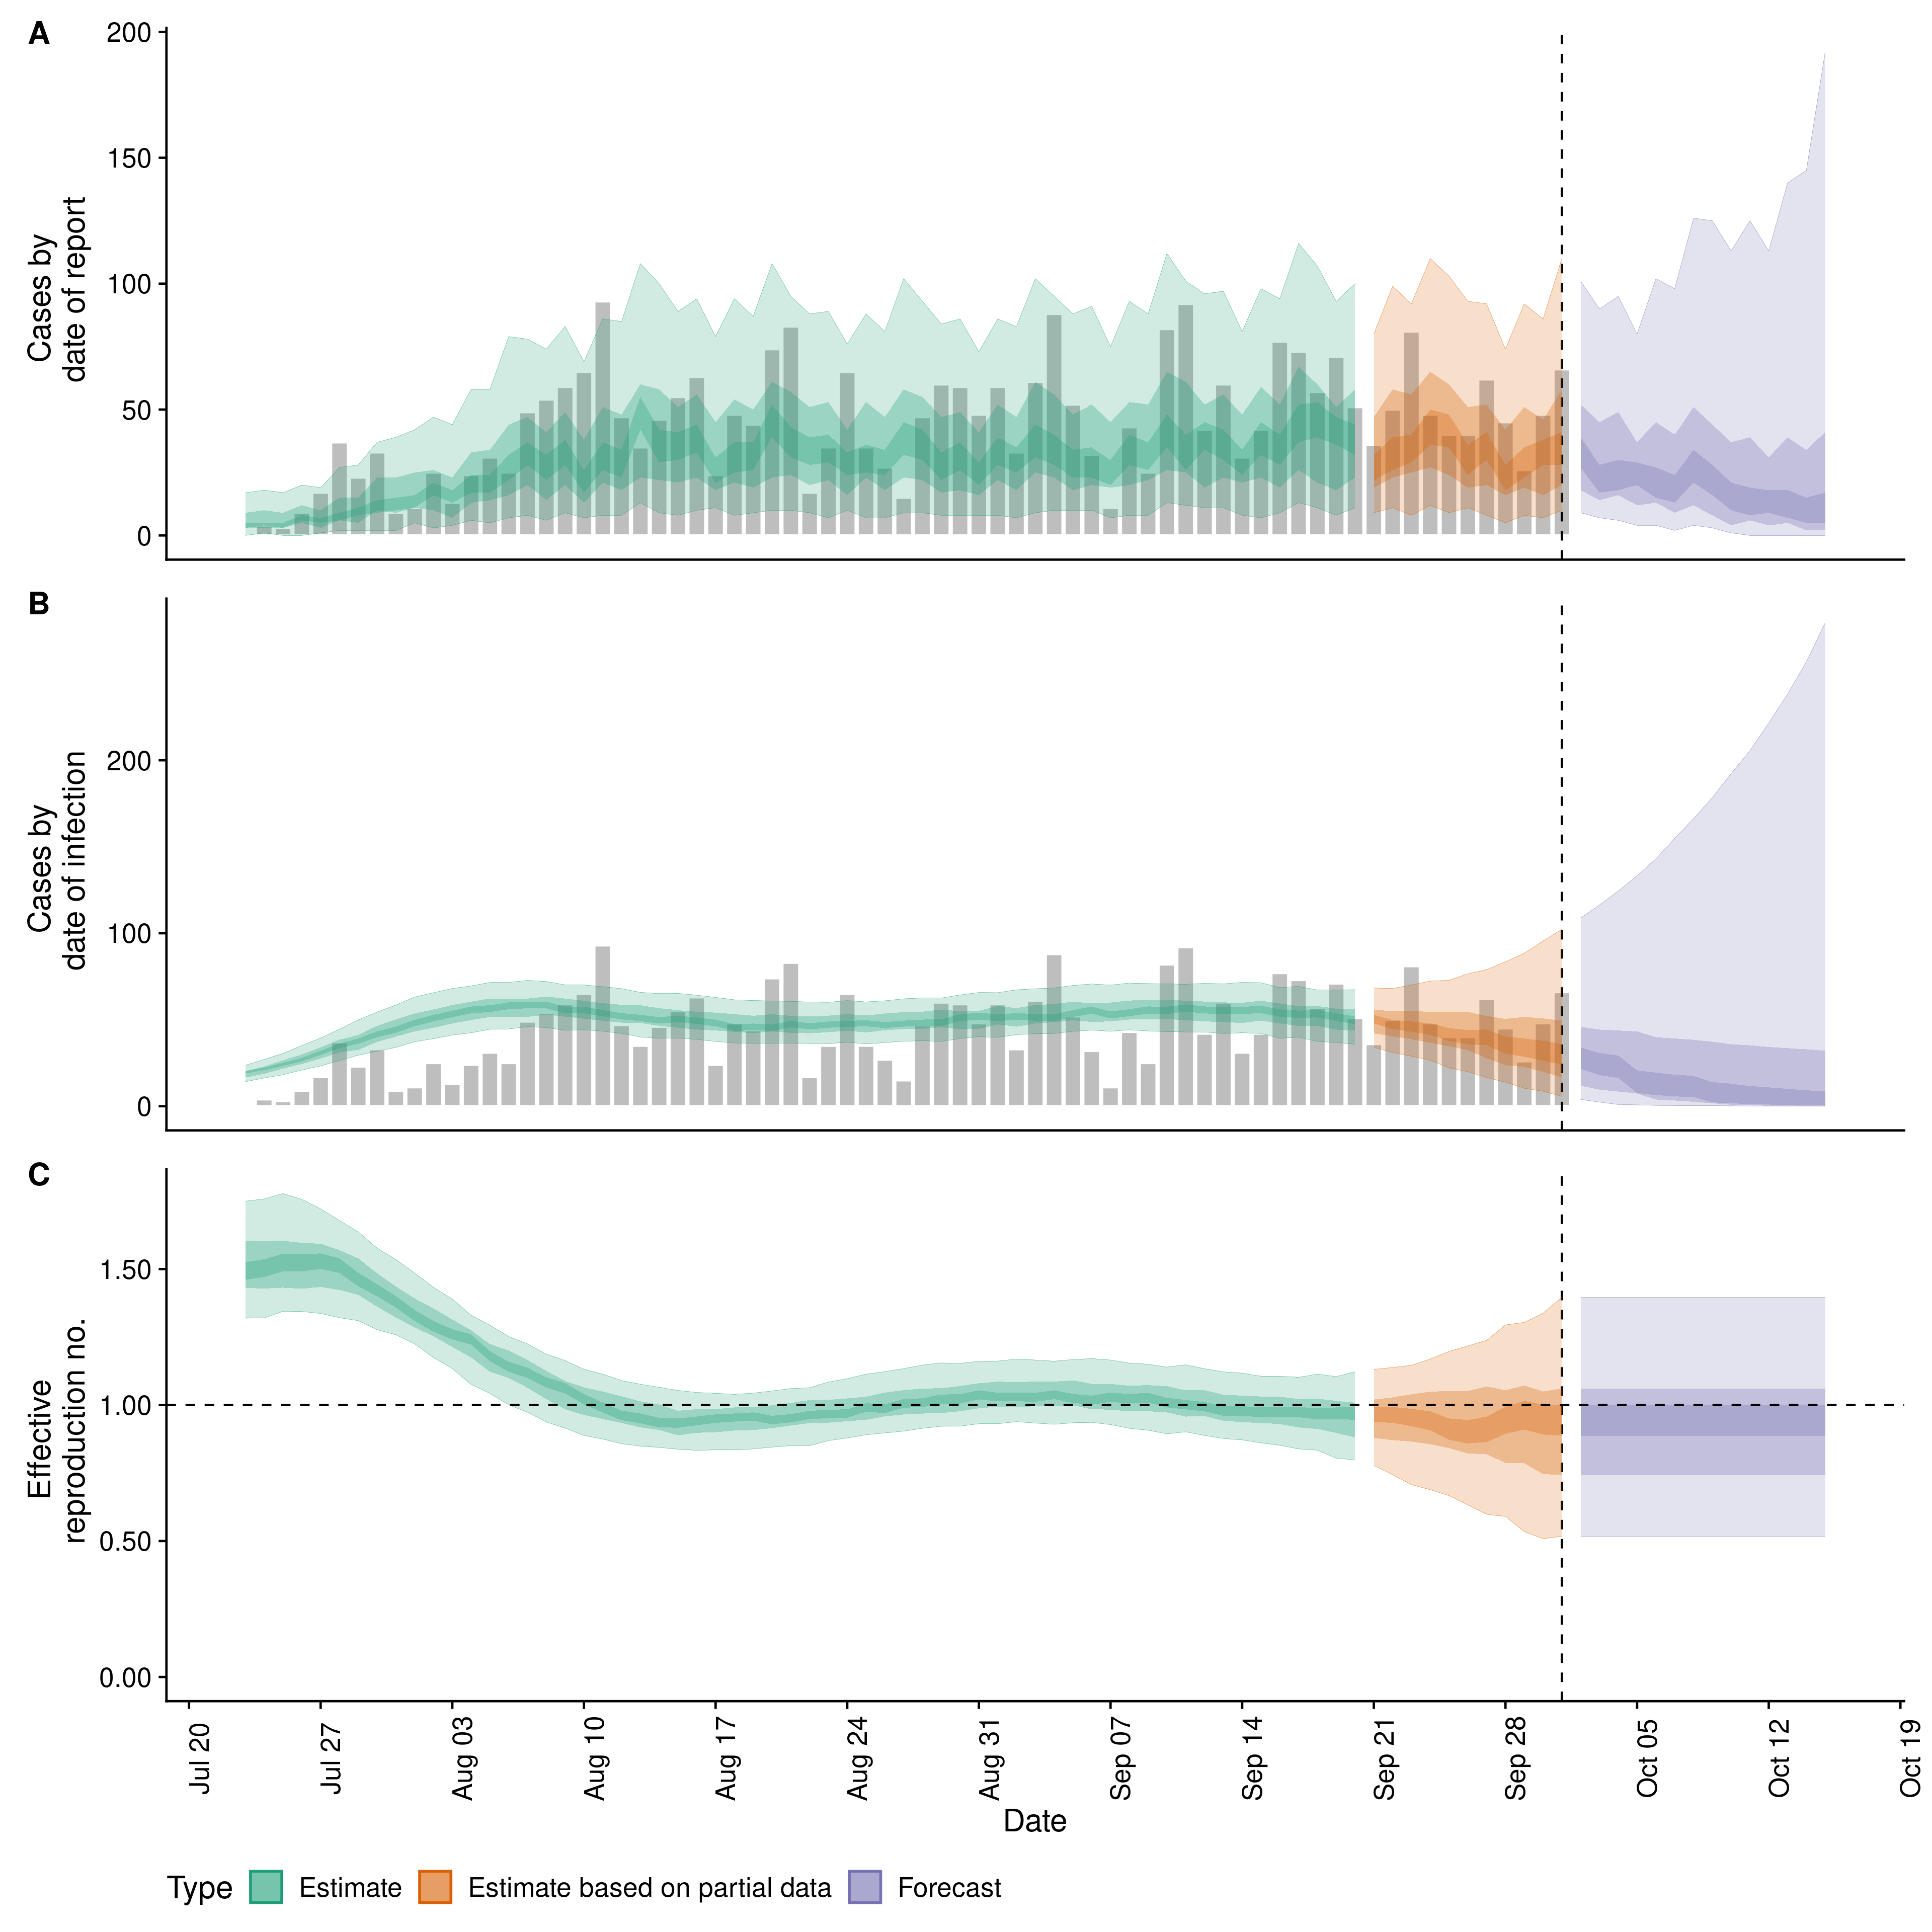 A
Cases by
date of report
200
150
100
50
0
B
Cases by
date of infection
200
100
0
C
Effective
reproduction no.
1.50
1.00
0.50
0.00
Jul 20
Jul 27
Aug 03
Aug 10
Aug 17
Aug 24
Aug 31
Sep 07
Sep 14
Sep 21
Sep 28
Oct 05
Oct 12
Oct 19
Date
Type
Estimate
Estimate based on partial data
Forecast